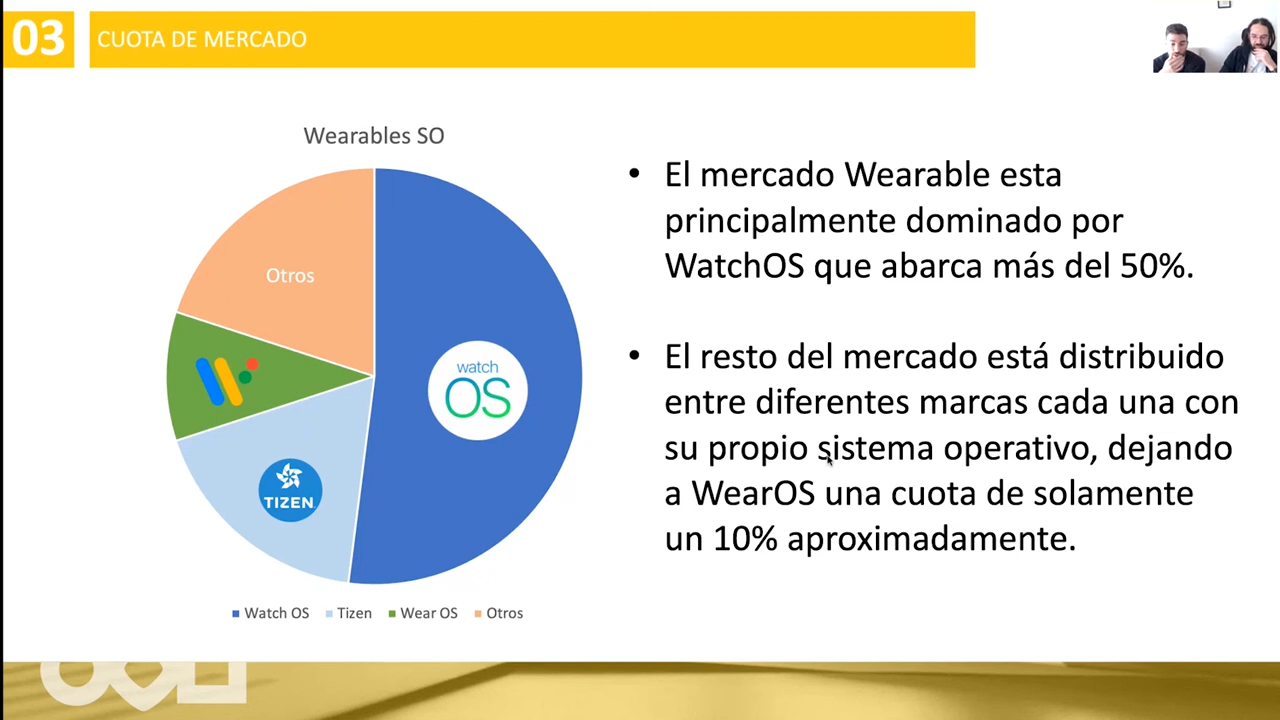 03
CUOTA DE MERCADO
Wearables SO
Otros
watch
OS
TIZEN
Watch OS
Tizen
Wear OS
Otros
• El mercado Wearable esta
principalmente dominado por
WatchOS que abarca más del 50%.
• El resto del mercado está distribuido
entre diferentes marcas cada una con
su propio sistema operativo, dejando
a WearOS una cuota de solamente
un 10% aproximadamente.